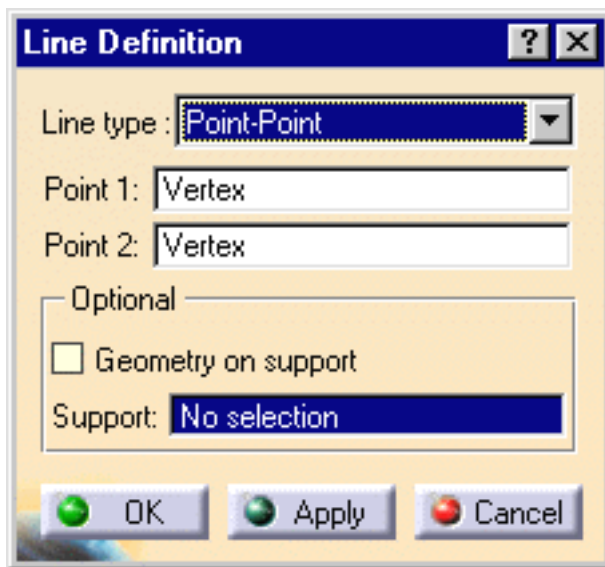 Line Definition ? X
Line type : Point-Point
Point 1: Vertex
Point 2: Vertex
Optional
Geometry on support
Support: No selection
OK Apply Cancel